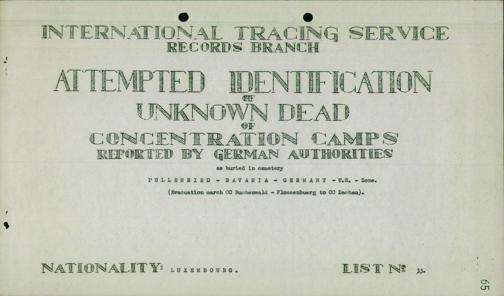 INTERNATIONAL TRACING SERVICE
RECORDS BRANCH
ATTEMPTED IDENTIFICATION
OF
UNKNOWN DEAD
OF
CONCENTRATION CAMPS
REPORTED BY GERMAN AUTHORITIES
as buried in cemetery
PULLENRIED - BAVARIA - GERMANY - U.S. - Zone.
(Evacuation march CC Buchenwald - Flossenburg to CC Dachau).
NATIONALITY: LUXEMBOURG. LIST No 33.
65